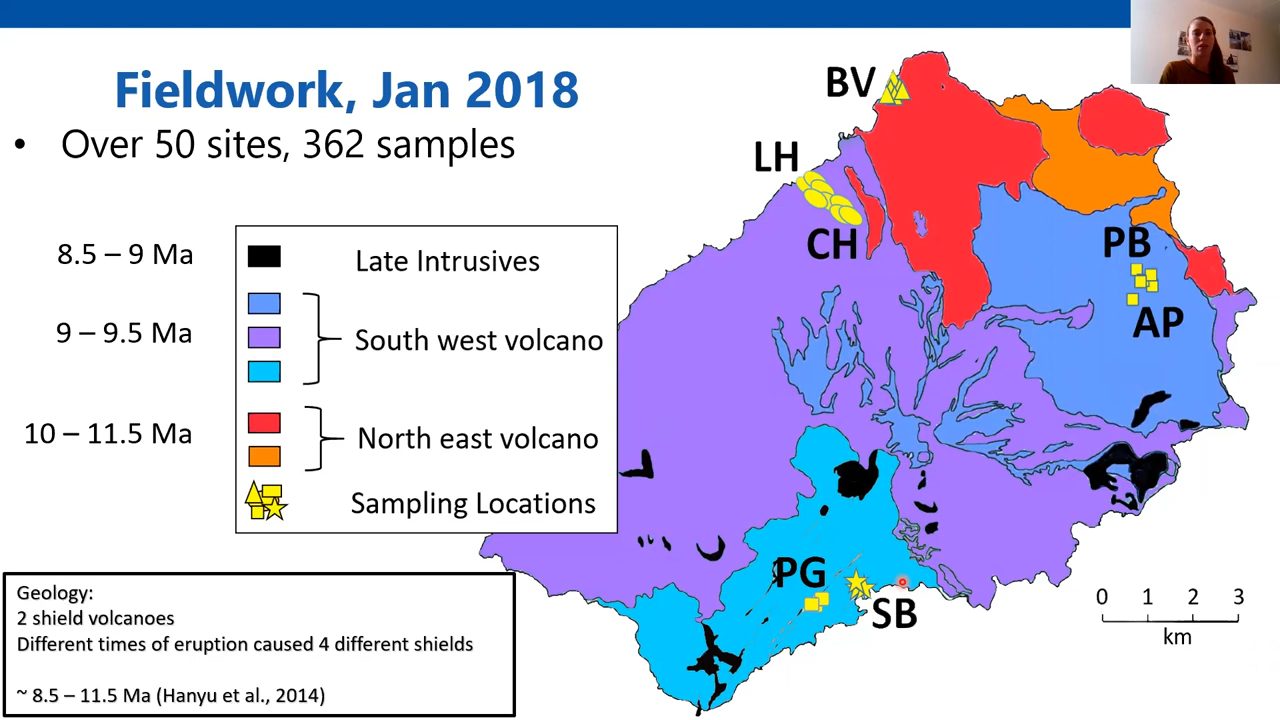 Fieldwork, Jan 2018
• Over 50 sites, 362 samples
8.5 – 9 Ma
Late Intrusives
9 – 9.5 Ma
South west volcano
10 – 11.5 Ma
North east volcano
Sampling Locations
Geology:
2 shield volcanoes
Different times of eruption caused 4 different shields
~ 8.5 – 11.5 Ma (Hanyu et al., 2014)
BV
LH
CH
PB
AP
PG
SB
0 1 2 3
km